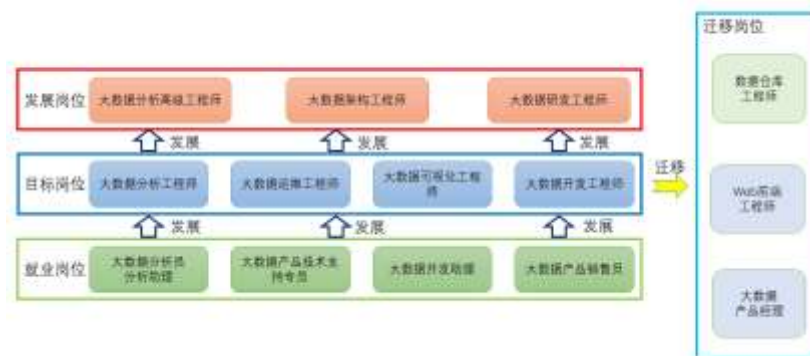 迁移岗位
数据仓库
工程师
发展岗位
大数据分析高级工程师
大数据架构工程师
大数据研发工程师
发展
发展
发展
迁移
目标岗位
大数据分析工程师
大数据运维工程师
大数据可视化工程
师
大数据开发工程师
Web前端
工程师
发展
发展
发展
就业岗位
大数据分析员
分析助理
大数据产品技术支
持专员
大数据开发助理
大数据产品销售员
大数据
产品经理